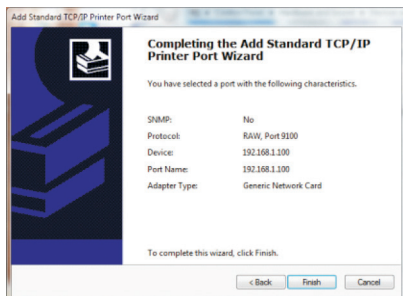 Add Standard TCP/IP Printer Port Wizard
Completing the Add Standard TCP/IP
Printer Port Wizard
You have selected a port with the following characteristics.
SNMP: No
Protocol: RAW, Port 9100
Device: 192.168.1.100
Port Name: 192.168.1.100
Adapter Type: Generic Network Card
To complete this wizard, click Finish.
< Back Finish Cancel